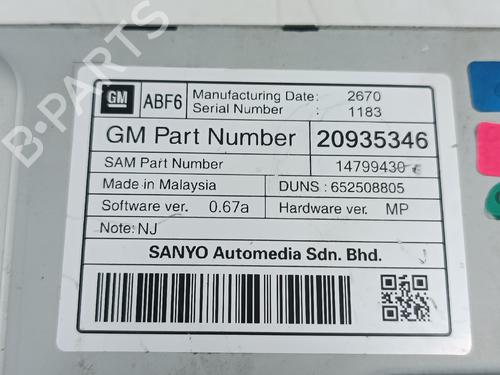 GM
ABF6
Manufacturing Date: 2670
Serial Number : 1183
GM Part Number 20935346
SAM Part Number 14799430
Made in Malaysia DUNS : 652508805
Software ver. 0.67a Hardware ver. MP
Note: NJ
SANYO Automedia Sdn. Bhd.
B-PARTS